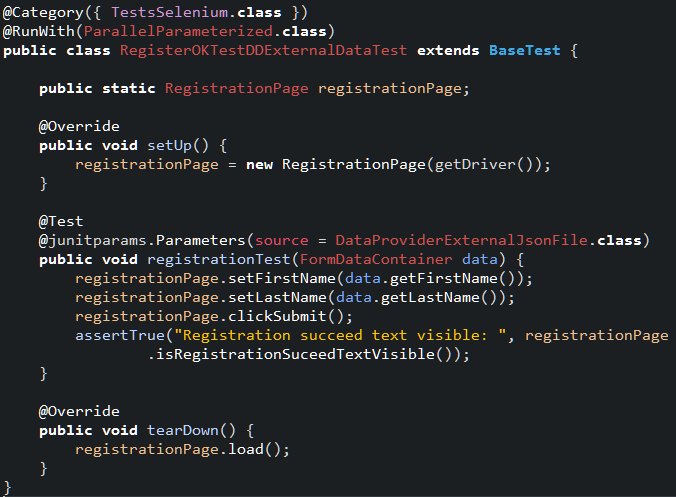 @Category({ TestsSelenium.class })
@RunWith(ParallelParameterized.class)
public class RegisterOKTestDDExternalDataTest extends BaseTest {
public static RegistrationPage registrationPage;
@Override
public void setUp() {
registrationPage = new RegistrationPage(getDriver());
}
@Test
@junitparams.Parameters(source = DataProviderExternalJsonFile.class)
public void registrationTest(FormDataContainer data) {
registrationPage.setFirstName(data.getFirstName());
registrationPage.setLastName(data.getLastName());
registrationPage.clickSubmit();
assertTrue("Registration succeed text visible: ", registrationPage
.isRegistrationSuceedTextVisible());
}
@Override
public void tearDown() {
registrationPage.load();
}
}